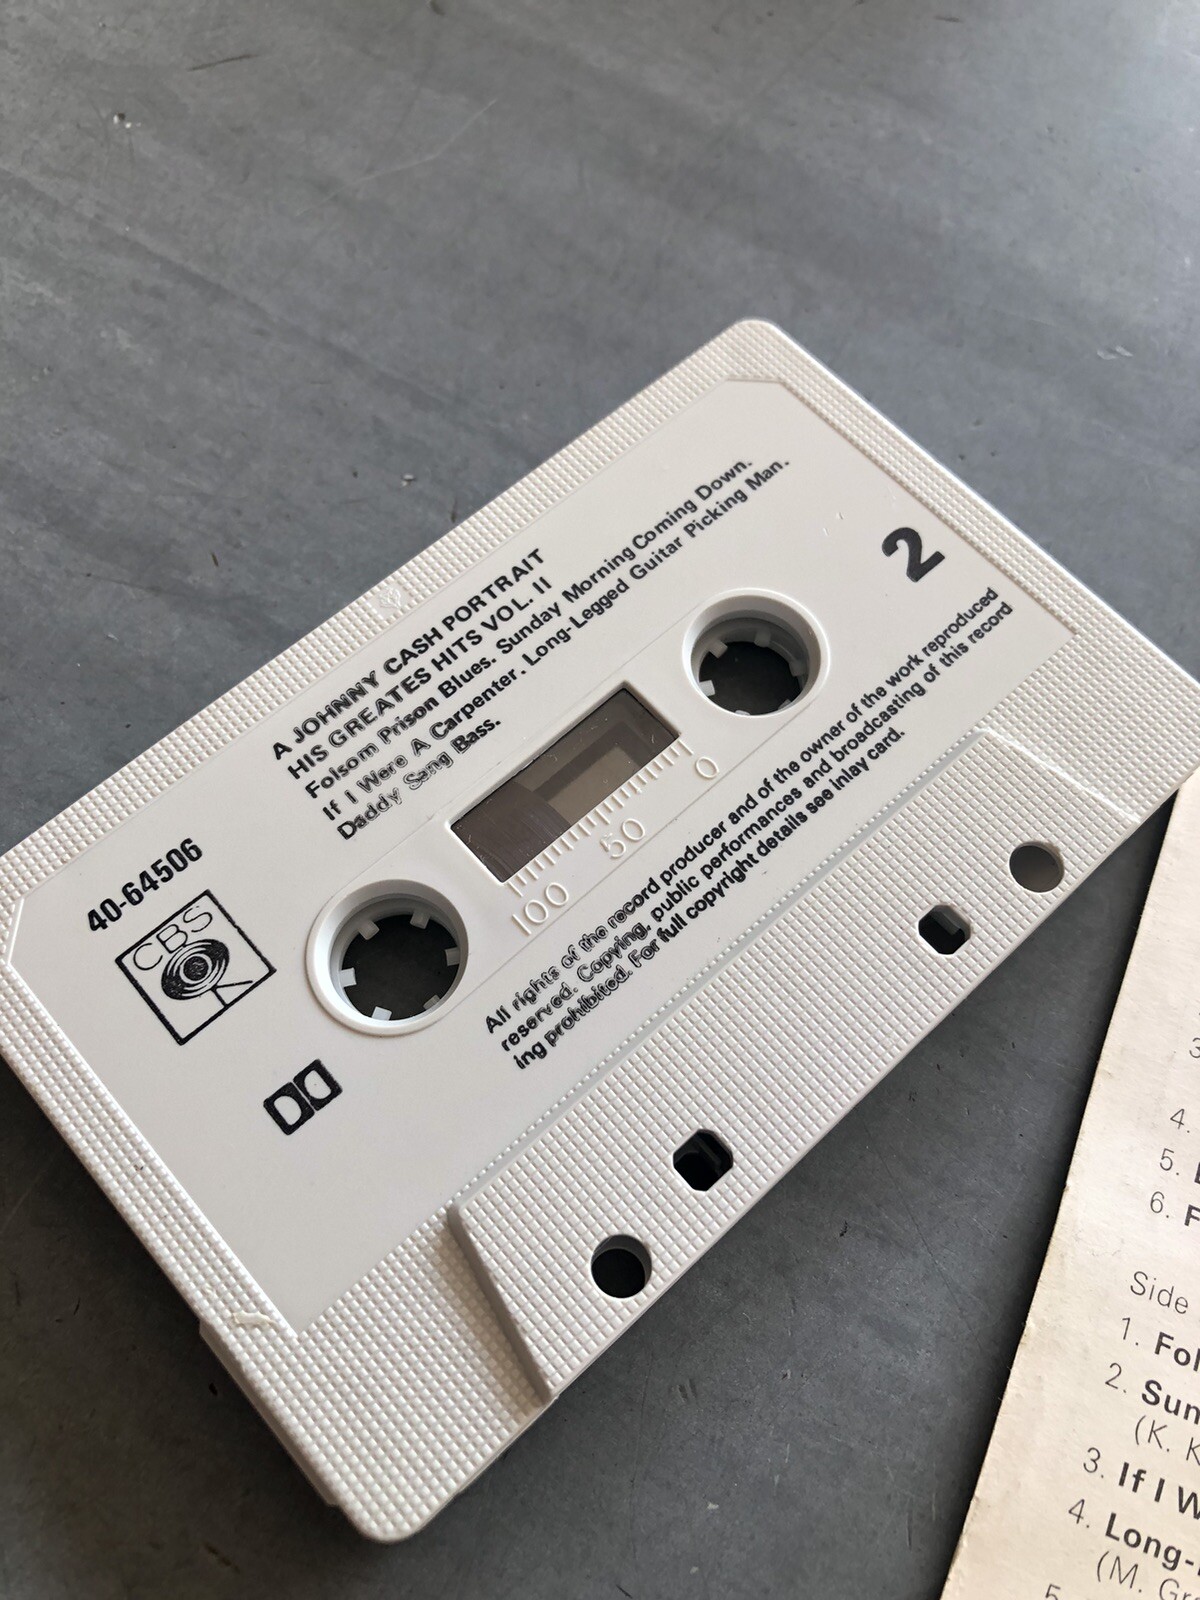 A JOHNNY CASH PORTRAIT
HIS GREATES HITS VOL. II
Folsom Prison Blues. Sunday Morning Coming Down.
If I Were A Carpenter. Long-Legged Guitar Picking Man.
Daddy Sang Bass.
2
40-64506
CBS
100 50 0
All rights of the record producer and of the owner of the work reproduced
reserved. Copying, public performances and broadcasting of this record
ing prohibited. For full copyright details see inlay card.
3
4.
5.
6. F
Side
1. Fol
2. Sun
(K. K
3. If I W
4. Long-
(M. Gr
5